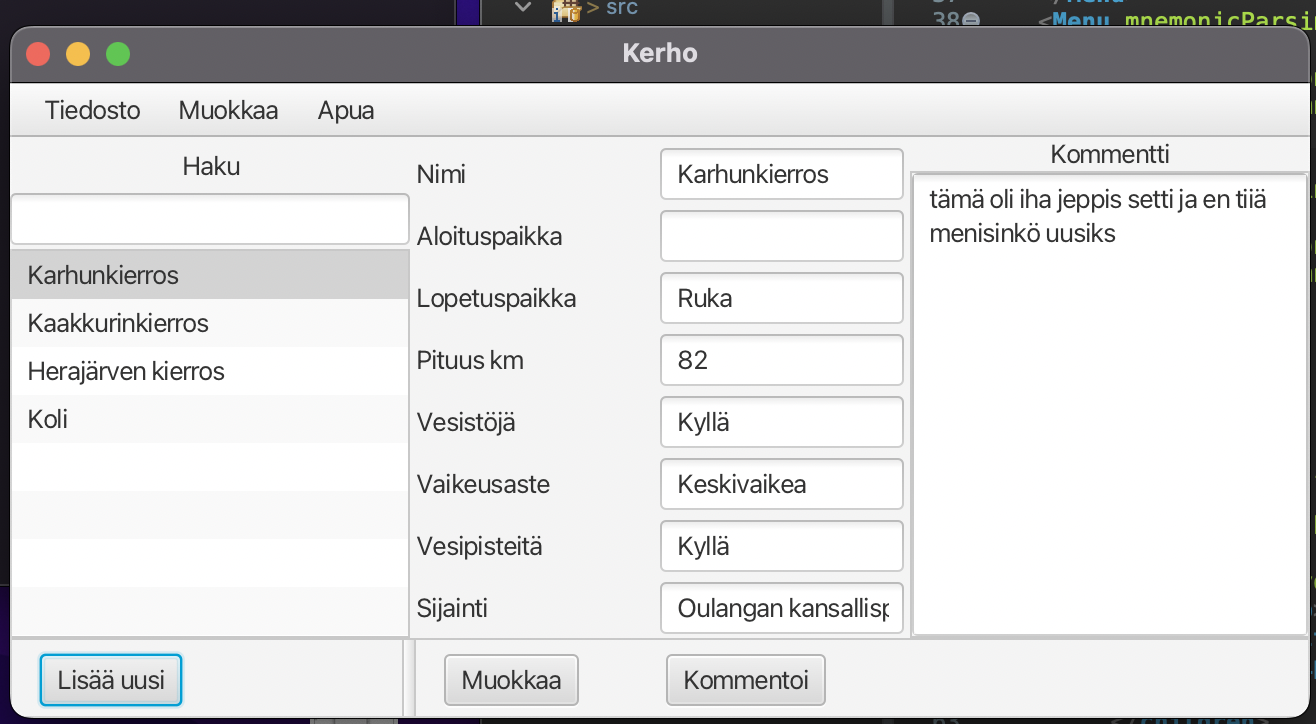 > src
38
<Menu mnemonicParsi
Kerho
Tiedosto Muokkaa Apua
Haku
Karhunkierros
Kaakkurinkierros
Herajärven kierros
Koli
Lisää uusi
Nimi Karhunkierros
Aloituspaikka
Lopetuspaikka Ruka
Pituus km 82
Vesistöjä Kyllä
Vaikeusaste Keskivaikea
Vesipisteitä Kyllä
Sijainti Oulangan kansallisp
Muokkaa Kommentoi
Kommentti
tämä oli iha jeppis setti ja en tiiä
menisinkö uusiks